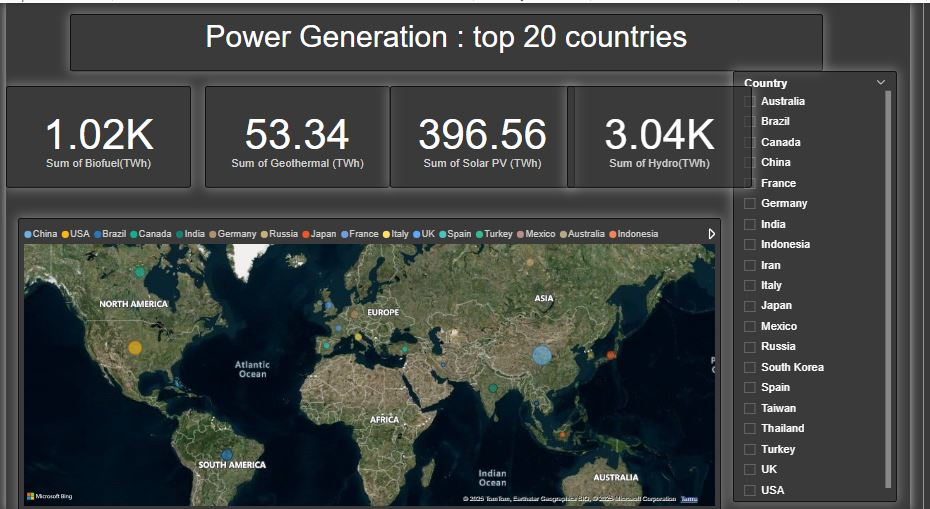 Power Generation : top 20 countries
1.02K
Sum of Biofuel(TWh)
53.34
Sum of Geothermal (TWh)
396.56
Sum of Solar PV (TWh)
3.04K
Sum of Hydro(TWh)
Country
Australia
Brazil
Canada
China
France
Germany
India
Indonesia
Iran
Italy
Japan
Mexico
Russia
South Korea
Spain
Taiwan
Thailand
Turkey
UK
USA
China USA Brazil Canada India Germany Russia Japan France Italy UK Spain Turkey Mexico Australia Indonesia
NORTH AMERICA
EUROPE
ASIA
Atlantic
Ocean
AFRICA
SOUTH AMERICA
Indian
Ocean
AUSTRALIA
Microsoft Bing
© 2025 TomTom, Earthstar Geographics SIO, © 2025 Microsoft Corporation Terms